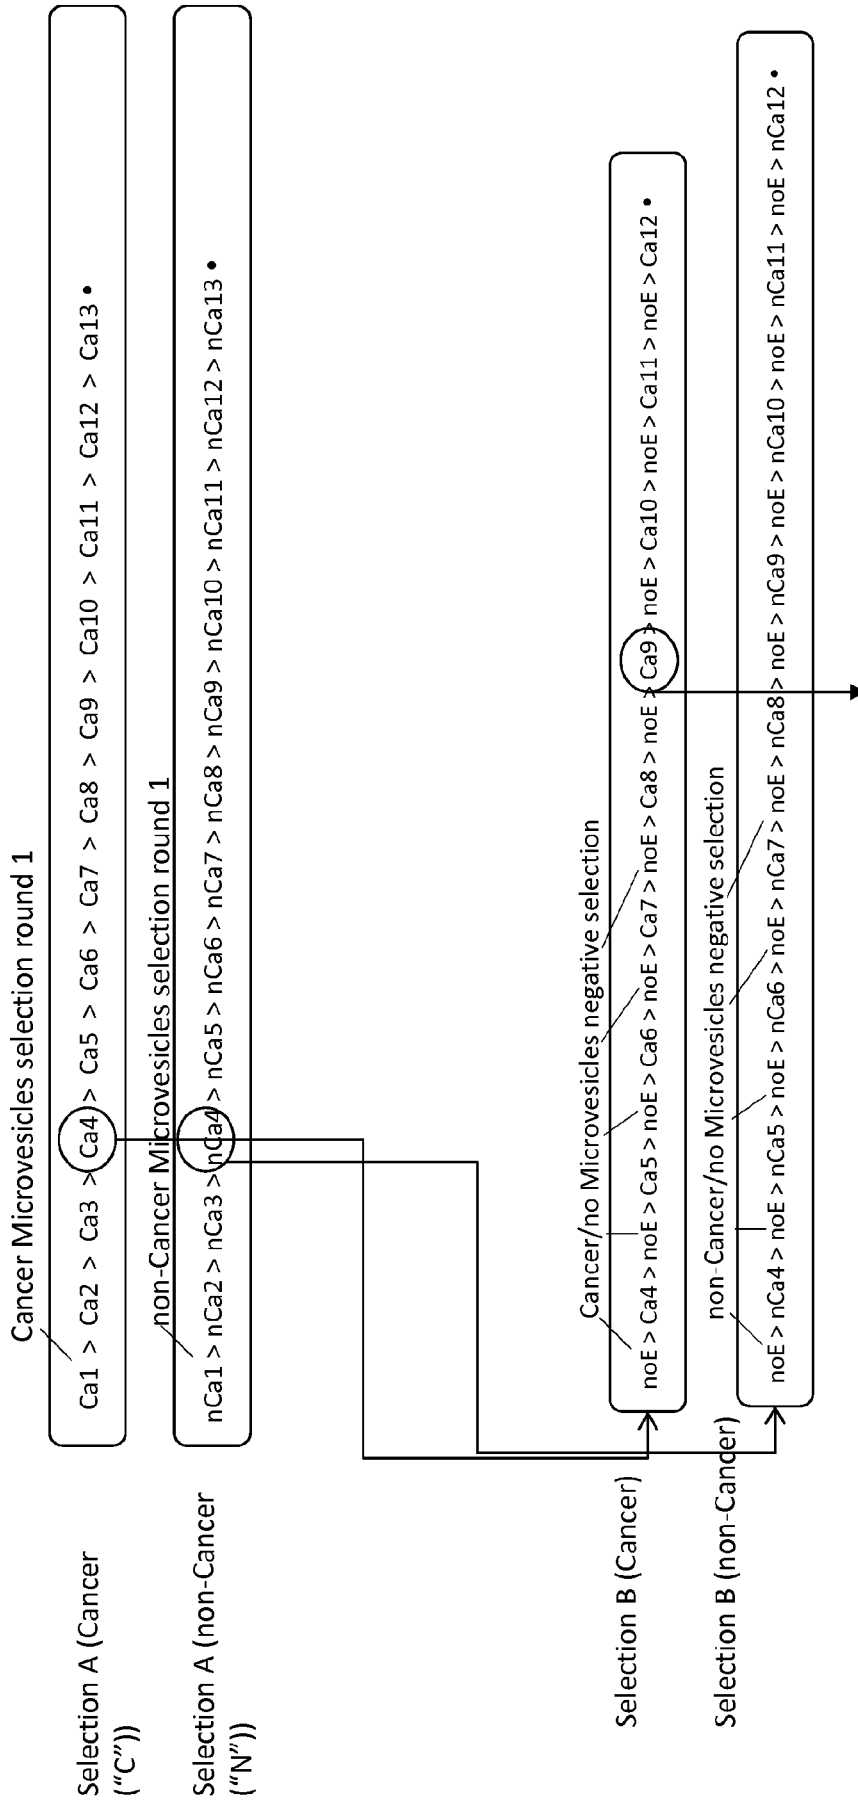 Cancer Microvesicles selection round 1
Selection A (Cancer
("C"))
Ca1 > Ca2 > Ca3 > Ca4 > Ca5 > Ca6 > Ca7 > Ca8 > Ca9 > Ca10 > Ca11 > Ca12 > Ca13 •
non-Cancer Microvesicles selection round 1
Selection A (non-Cancer
("N"))
nCa1 > nCa2 > nCa3 > nCa4 > nCa5 > nCa6 > nCa7 > nCa8 > nCa9 > nCa10 > nCa11 > nCa12 > nCa13 •
Cancer/no Microvesicles negative selection
Selection B (Cancer)
noE > Ca4 > noE > Ca5 > noE > Ca6 > noE > Ca7 > noE > Ca8 > noE > Ca9 > noE > Ca10 > noE > Ca11 > noE > Ca12 •
non-Cancer/no Microvesicles negative selection
Selection B (non-Cancer)
noE > nCa4 > noE > nCa5 > noE > nCa6 > noE > nCa7 > noE > nCa8 > noE > nCa9 > noE > nCa10 > noE > nCa11 > noE > nCa12 •